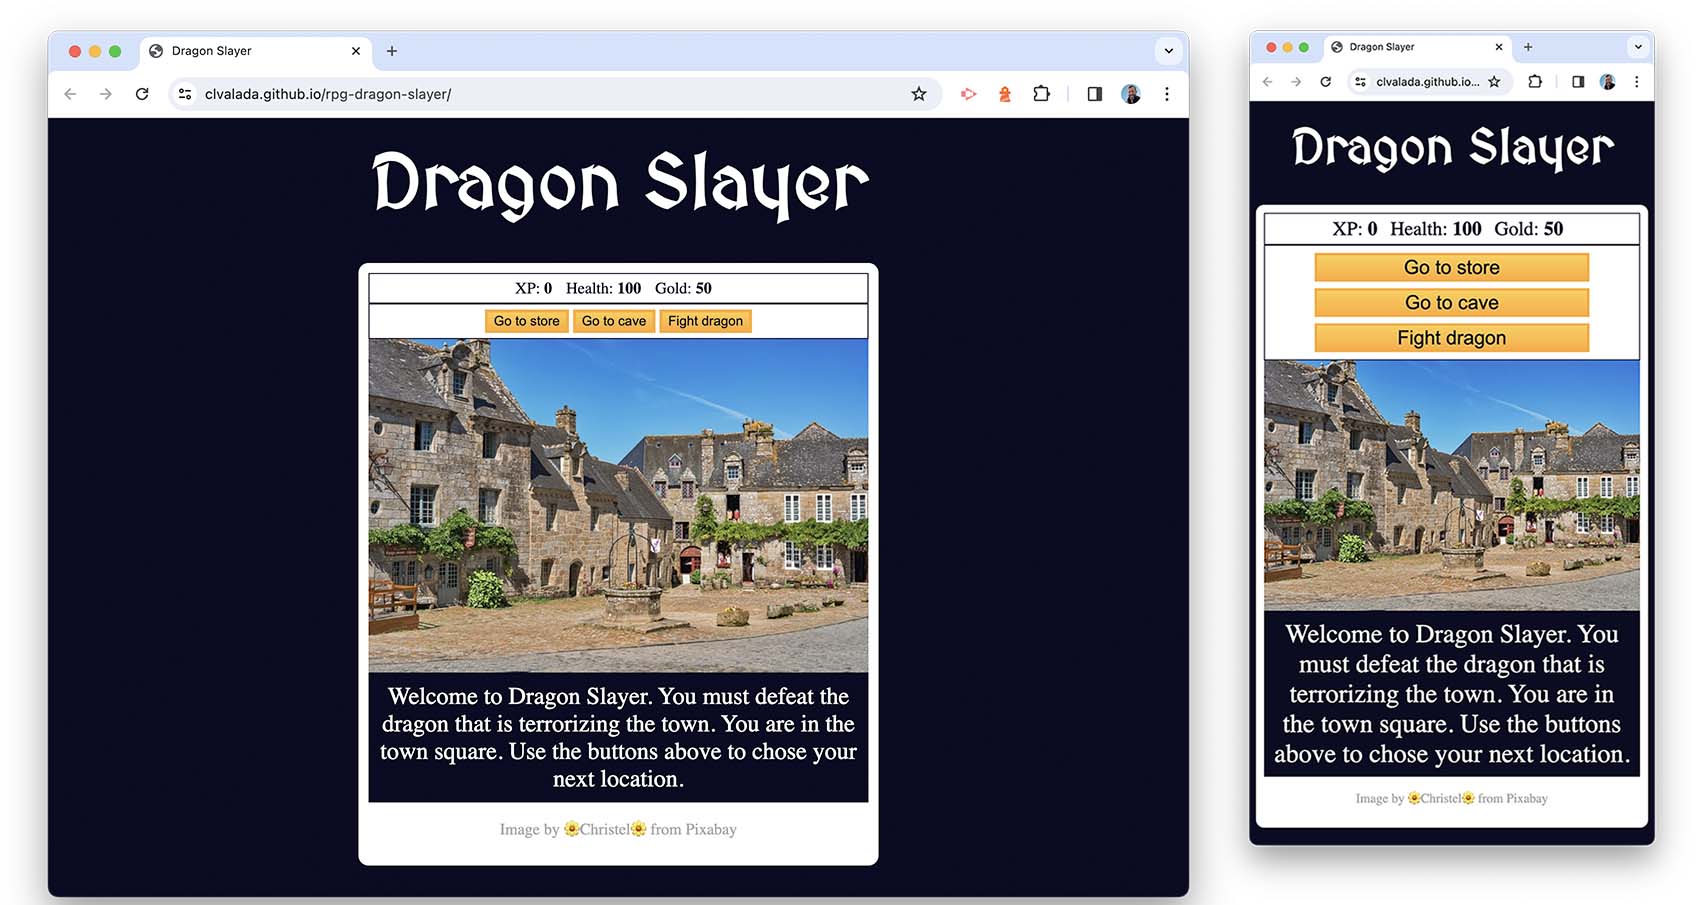 Dragon Slayer
clvalada.github.io/rpg-dragon-slayer/
Dragon Slayer
XP: 0 Health: 100 Gold: 50
Go to store Go to cave Fight dragon
Welcome to Dragon Slayer. You must defeat the
dragon that is terrorizing the town. You are in the
town square. Use the buttons above to chose your
next location.
Image by 🌼Christel🌼 from Pixabay
Dragon Slayer
clvalada.github.io...
Dragon Slayer
XP: 0 Health: 100 Gold: 50
Go to store
Go to cave
Fight dragon
Welcome to Dragon Slayer. You
must defeat the dragon that is
terrorizing the town. You are in
the town square. Use the buttons
above to chose your next location.
Image by 🌼Christel🌼 from Pixabay